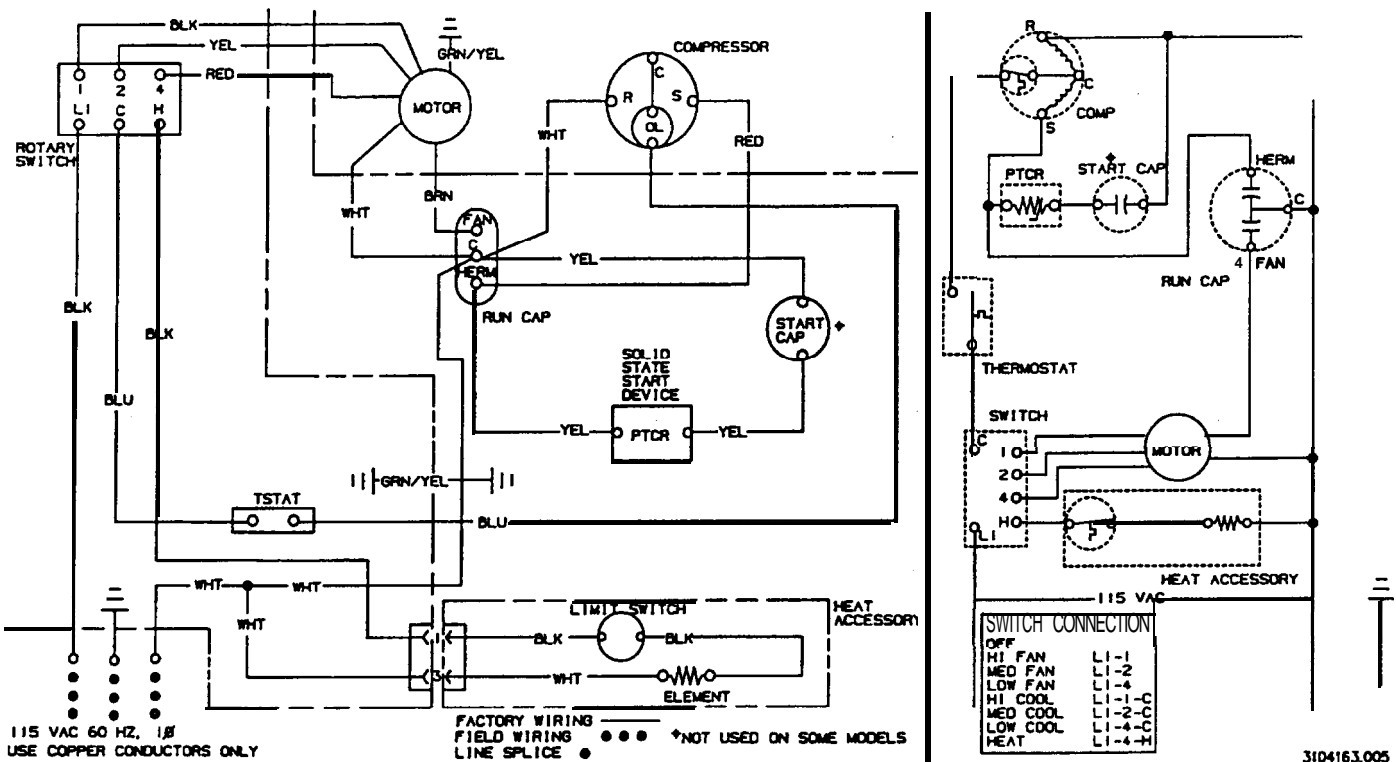 BLK
YEL
RED
GRN/YEL
MOTOR
COMPRESSOR
C
R
S
OL
1 2 4
L1 C H
ROTARY
SWITCH
WHT
RED
WHT
BRN
FAN
C
HERM
RUN CAP
YEL
START
CAP
+
SOLID
STATE
START
DEVICE
YEL
PTCR
YEL
BLK
BLK
BLU
GRN/YEL
TSTAT
BLU
WHT
WHT
WHT
LIMIT SWITCH
HEAT
ACCESSORY
1
BLK
BLK
3
WHT
ELEMENT
115 VAC 60 HZ, 1Ø
USE COPPER CONDUCTORS ONLY
FACTORY WIRING
FIELD WIRING
LINE SPLICE
+NOT USED ON SOME MODELS
R
C
S
COMP
PTCR
+
START CAP
HERM
C
4 FAN
RUN CAP
THERMOSTAT
SWITCH
C
1
2
4
H
L1
MOTOR
HEAT ACCESSORY
115 VAC
SWITCH CONNECTION
OFF
HI FAN L1-1
MED FAN L1-2
LOW FAN L1-4
HI COOL L1-1-C
MED COOL L1-2-C
LOW COOL L1-4-C
HEAT L1-4-H
3104163.005